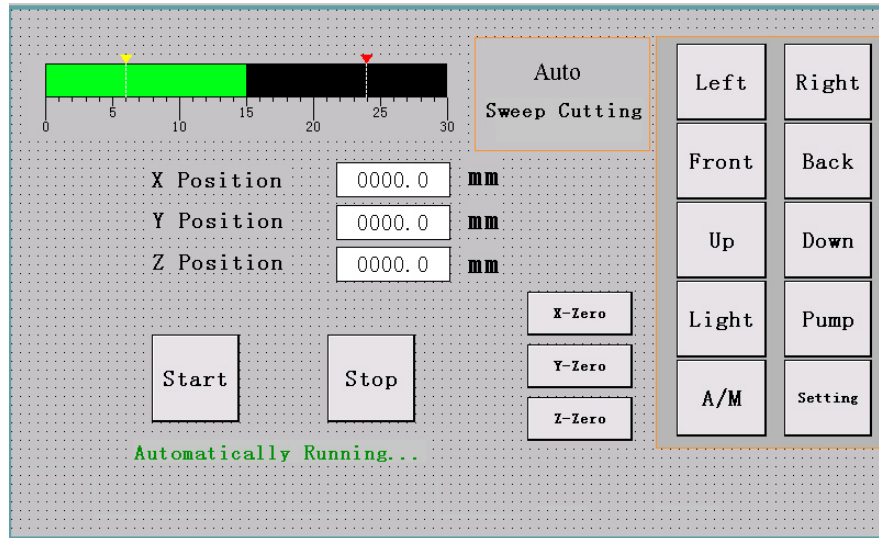 Auto
Sweep Cutting
0 5 10 15 20 25 30
X Position 0000.0 mm
Y Position 0000.0 mm
Z Position 0000.0 mm
X-Zero
Y-Zero
Z-Zero
Start Stop
Automatically Running...
Left Right
Front Back
Up Down
Light Pump
A/M Setting